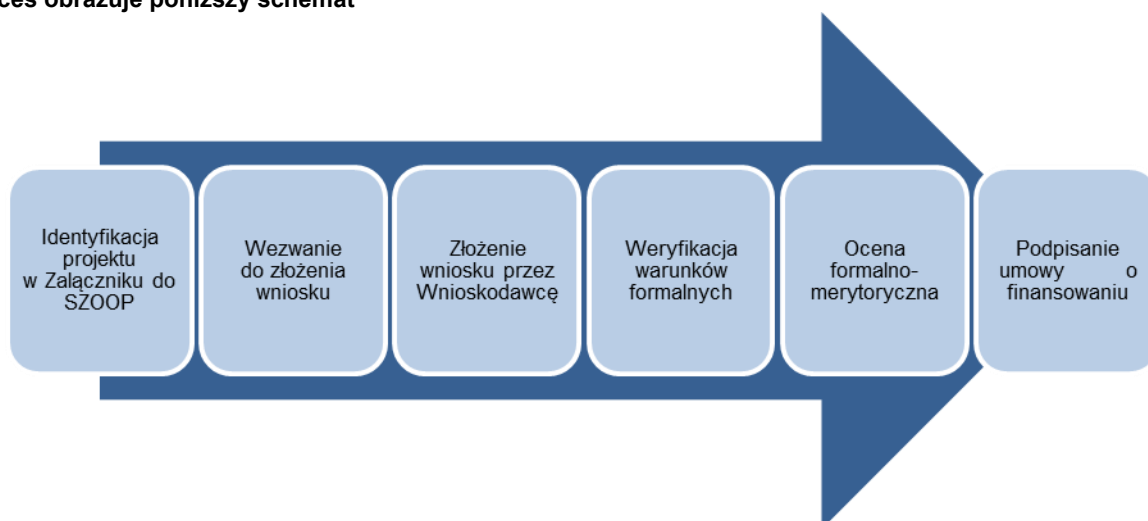 ces obrazuje poniższy schemat
Identyfikacja
projektu
w Załączniku do
SZOOP
Wezwanie
do złożenia
wniosku
Złożenie
wniosku przez
Wnioskodawcę
Weryfikacja
warunków
formalnych
Ocena
formalno-
merytoryczna
Podpisanie
umowy o
finansowaniu